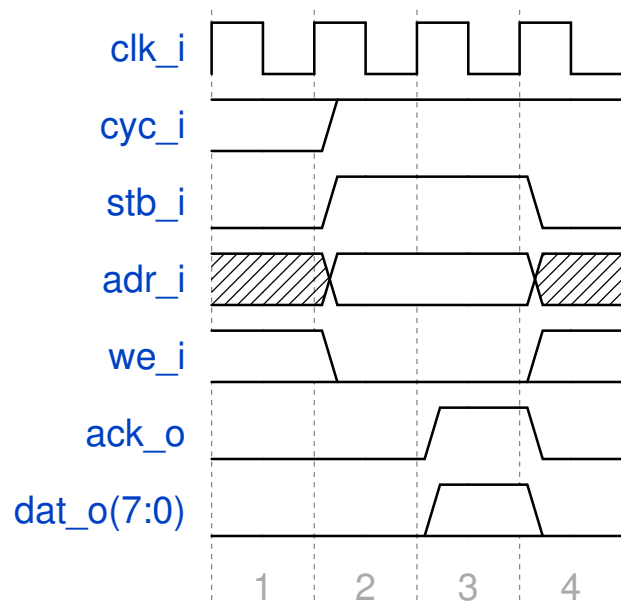 clk_i
cyc_i
stb_i
adr_i
we_i
ack_o
dat_o(7:0)
1 2 3 4